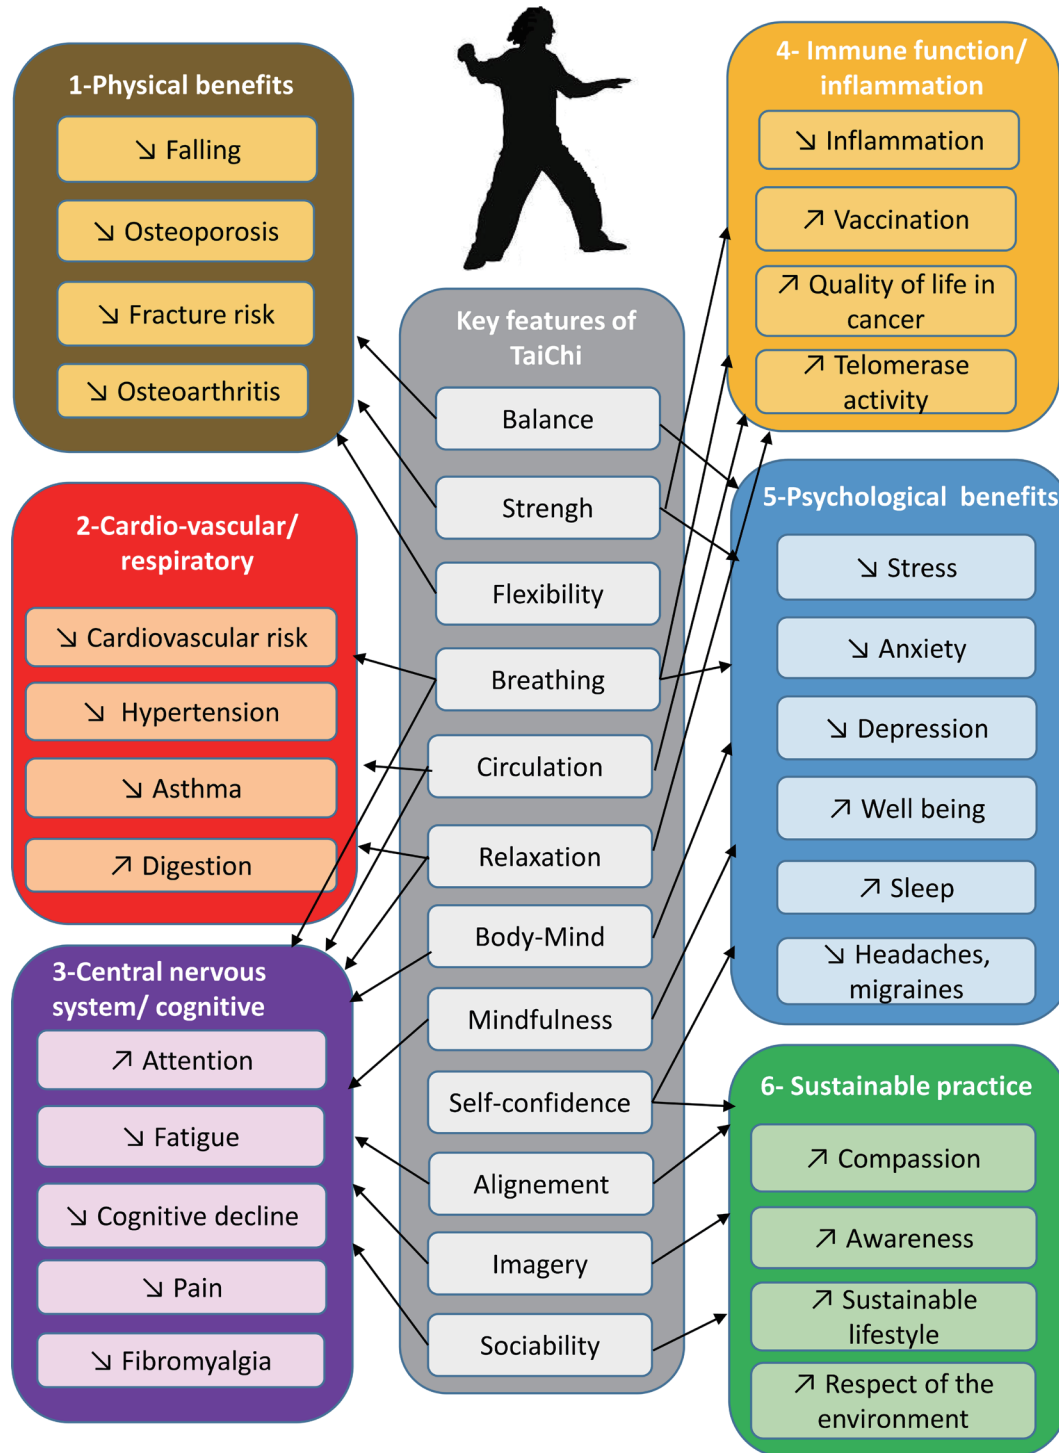 1-Physical benefits
↘ Falling
↘ Osteoporosis
↘ Fracture risk
↘ Osteoarthritis
2-Cardio-vascular/
respiratory
↘ Cardiovascular risk
↘ Hypertension
↘ Asthma
↗ Digestion
3-Central nervous
system/ cognitive
↗ Attention
↘ Fatigue
↘ Cognitive decline
↘ Pain
↘ Fibromyalgia
Key features of
TaiChi
Balance
Strengh
Flexibility
Breathing
Circulation
Relaxation
Body-Mind
Mindfulness
Self-confidence
Alignement
Imagery
Sociability
4- Immune function/
inflammation
↘ Inflammation
↗ Vaccination
↗ Quality of life in
cancer
↗ Telomerase
activity
5-Psychological benefits
↘ Stress
↘ Anxiety
↘ Depression
↗ Well being
↗ Sleep
↘ Headaches,
migraines
6- Sustainable practice
↗ Compassion
↗ Awareness
↗ Sustainable
lifestyle
↗ Respect of the
environment